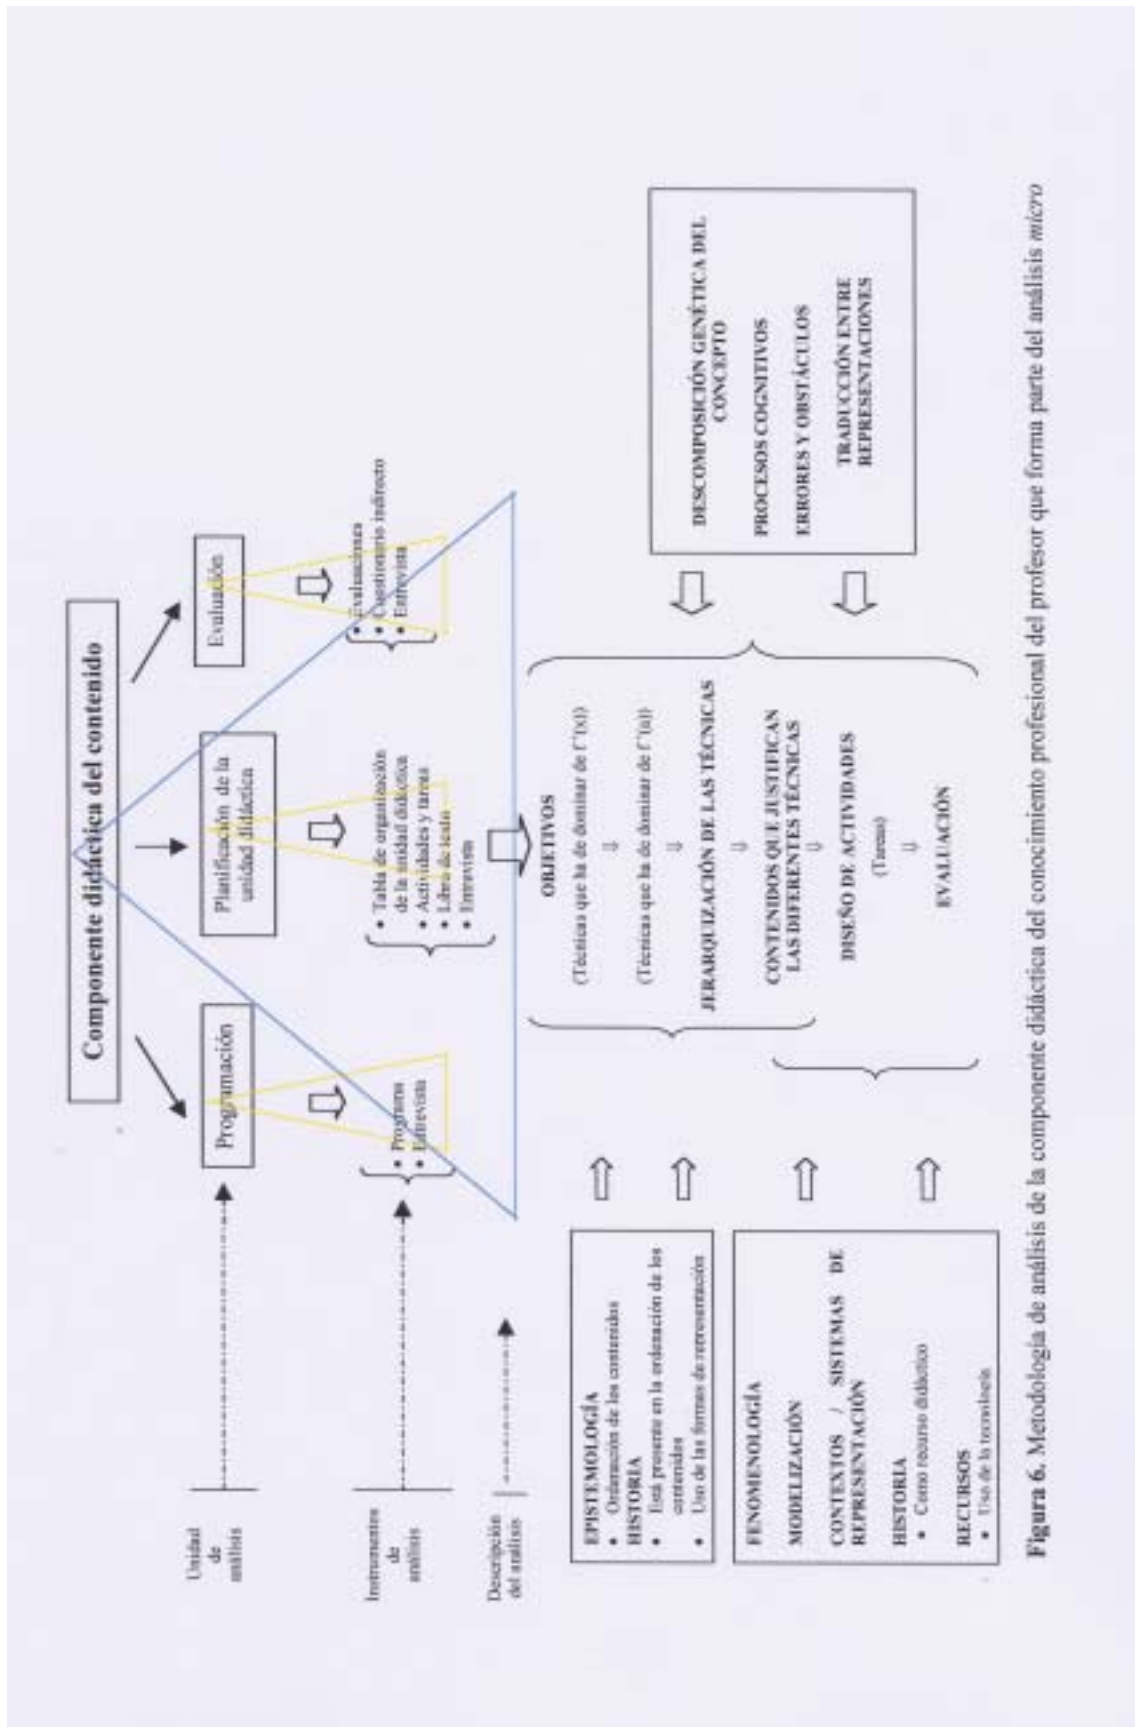 Componente didáctica del contenido
Unidad
de
análisis
Programación
Planificación de la
unidad didáctica
Evaluación
Instrumentos
de
análisis
• Programa
• Entrevista
• Tabla de organización
de la unidad didáctica
• Actividades y tareas
• Libro de texto
• Entrevista
• Evaluaciones
• Cuestionario indirecto
• Entrevista
Descripción
del análisis
EPISTEMOLOGÍA
• Ordenación de los contenidos
HISTORIA
• Está presente en la ordenación de los
contenidos
• Uso de las formas de representación
FENOMENOLOGÍA
MODELIZACIÓN
CONTEXTOS / SISTEMAS DE
REPRESENTACIÓN
HISTORIA
• Como recurso didáctico
RECURSOS
• Uso de la tecnología
OBJETIVOS
(Técnicas que ha de dominar de f'(x))
⇓
(Técnica que ha de dominar de f'(a))
⇓
JERARQUIZACIÓN DE LAS TÉCNICAS
⇓
CONTENIDOS QUE JUSTIFICAN
LAS DIFERENTES TÉCNICAS
⇓
DISEÑO DE ACTIVIDADES
(Tareas)
⇓
EVALUACIÓN
DESCOMPOSICIÓN GENÉTICA DEL
CONCEPTO
PROCESOS COGNITIVOS
ERRORES Y OBSTÁCULOS
TRADUCCIÓN ENTRE
REPRESENTACIONES
Figura 6. Metodología de análisis de la componente didáctica del conocimiento profesional del profesor que forma parte del análisis micro